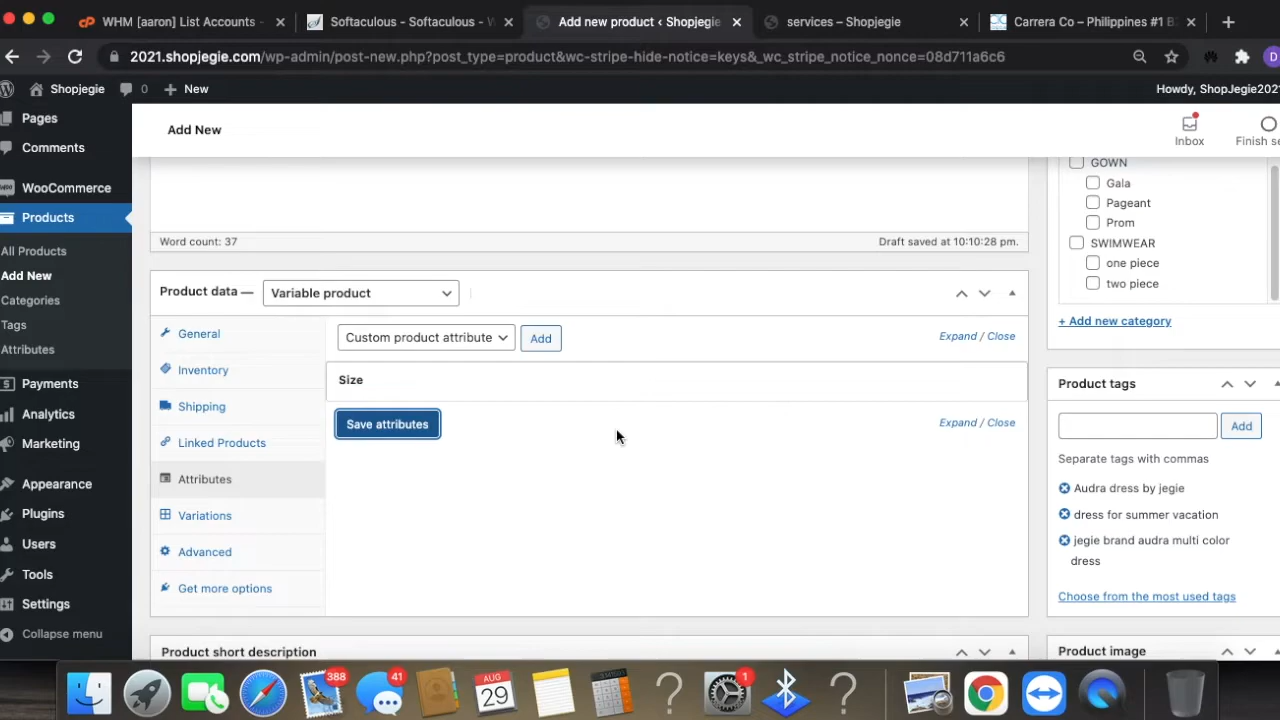 WHM [aaron] List Accounts -
Softaculous - Softaculous - W
Add new product ‹ Shopjegie
services – Shopjegie
Carrera Co – Philippines #1 B
2021.shopjegie.com/wp-admin/post-new.php?post_type=product&wc-stripe-hide-notice=keys&_wc_stripe_notice_nonce=08d711a6c6
D
Shopjegie
0
+ New
Howdy, ShopJegie2021
Pages
Comments
WooCommerce
Products
All Products
Add New
Categories
Tags
Attributes
Payments
Analytics
Marketing
Appearance
Plugins
Users
Tools
Settings
Collapse menu
Add New
Inbox
Finish se
Word count: 37
Draft saved at 10:10:28 pm.
Product data —
Variable product
General
Inventory
Shipping
Linked Products
Attributes
Variations
Advanced
Get more options
Custom product attribute
Add
Expand / Close
Size
Save attributes
Expand / Close
Product short description
GOWN
Gala
Pageant
Prom
SWIMWEAR
one piece
two piece
+ Add new category
Product tags
Add
Separate tags with commas
Audra dress by jegie
dress for summer vacation
jegie brand audra multi color
dress
Choose from the most used tags
Product image
388
41
AUG
29
1